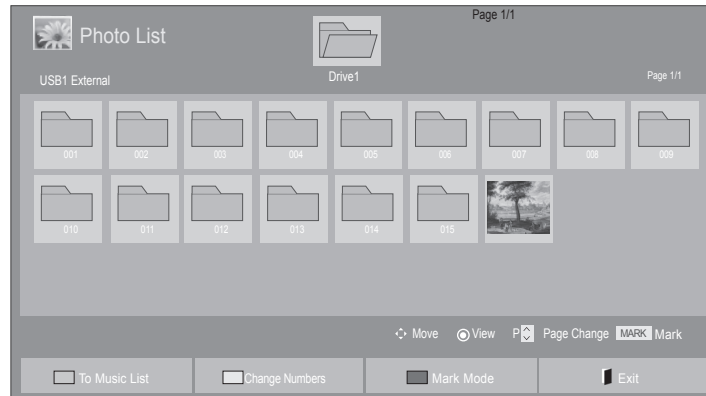 Page 1/1
Photo List
Drive1
USB1 External
Page 1/1
001 002 003 004 005 006 007 008 009
010 011 012 013 014 015
Move View P Page Change MARK Mark
To Music List Change Numbers Mark Mode Exit